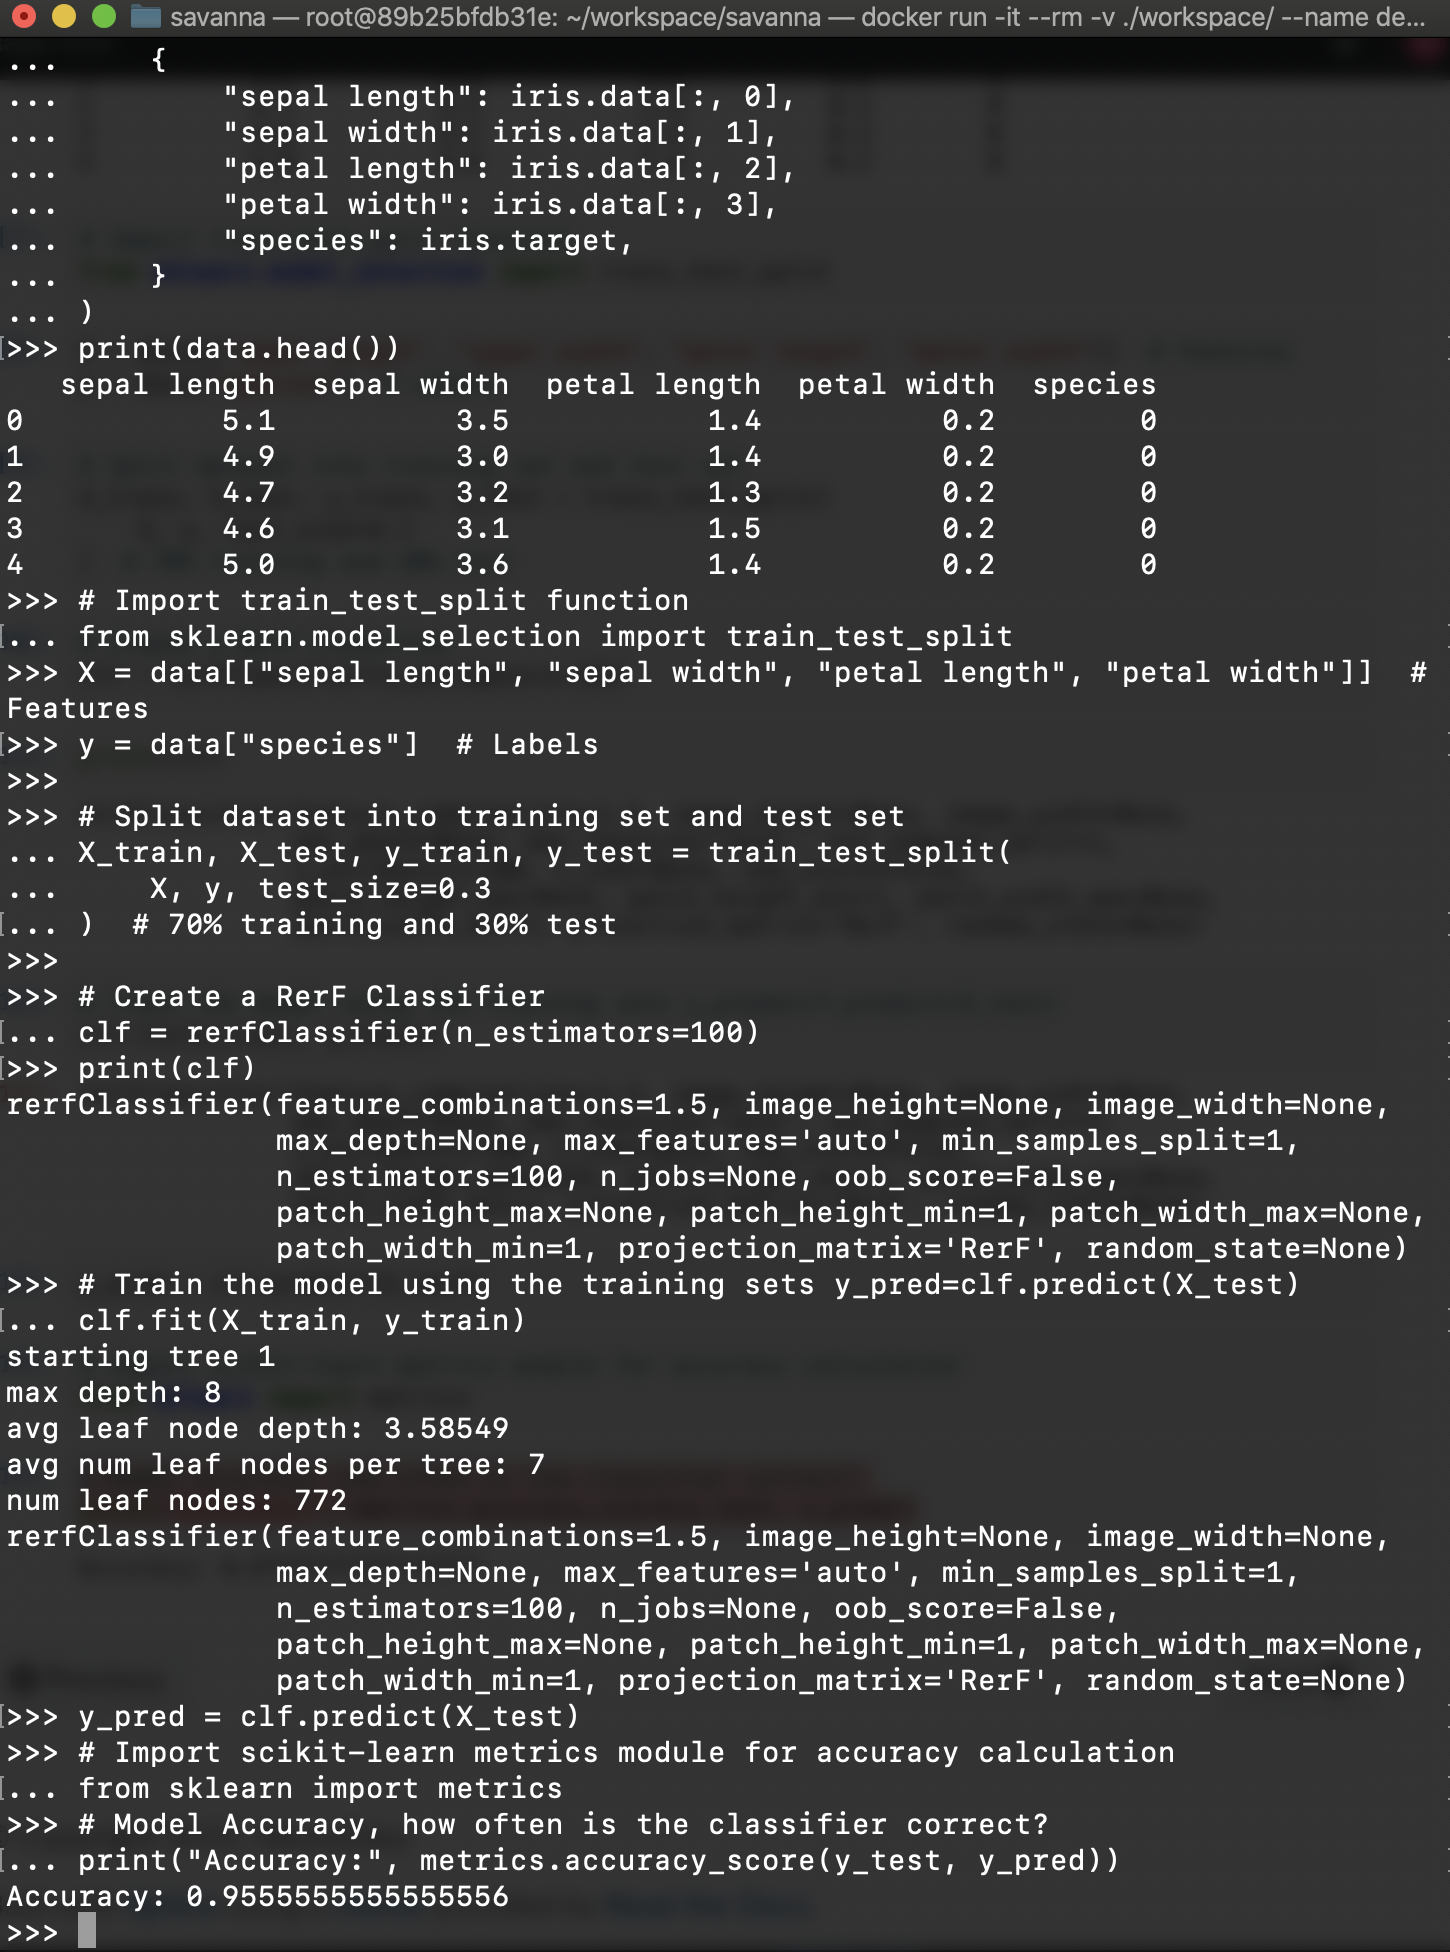 savanna — root@89b25bfdb31e: ~/workspace/savanna — docker run -it --rm -v ./workspace/ --name de...
...     {
...         "sepal length": iris.data[:, 0],
...         "sepal width": iris.data[:, 1],
...         "petal length": iris.data[:, 2],
...         "petal width": iris.data[:, 3],
...         "species": iris.target,
...     }
... )
>>> print(data.head())
   sepal length  sepal width  petal length  petal width  species
0           5.1          3.5           1.4          0.2        0
1           4.9          3.0           1.4          0.2        0
2           4.7          3.2           1.3          0.2        0
3           4.6          3.1           1.5          0.2        0
4           5.0          3.6           1.4          0.2        0
>>> # Import train_test_split function
... from sklearn.model_selection import train_test_split
>>> X = data[["sepal length", "sepal width", "petal length", "petal width"]]  #
Features
>>> y = data["species"]  # Labels
>>>
>>> # Split dataset into training set and test set
... X_train, X_test, y_train, y_test = train_test_split(
...     X, y, test_size=0.3
... )  # 70% training and 30% test
>>>
>>> # Create a RerF Classifier
... clf = rerfClassifier(n_estimators=100)
>>> print(clf)
rerfClassifier(feature_combinations=1.5, image_height=None, image_width=None,
               max_depth=None, max_features='auto', min_samples_split=1,
               n_estimators=100, n_jobs=None, oob_score=False,
               patch_height_max=None, patch_height_min=1, patch_width_max=None,
               patch_width_min=1, projection_matrix='RerF', random_state=None)
>>> # Train the model using the training sets y_pred=clf.predict(X_test)
... clf.fit(X_train, y_train)
starting tree 1
max depth: 8
avg leaf node depth: 3.58549
avg num leaf nodes per tree: 7
num leaf nodes: 772
rerfClassifier(feature_combinations=1.5, image_height=None, image_width=None,
               max_depth=None, max_features='auto', min_samples_split=1,
               n_estimators=100, n_jobs=None, oob_score=False,
               patch_height_max=None, patch_height_min=1, patch_width_max=None,
               patch_width_min=1, projection_matrix='RerF', random_state=None)
>>> y_pred = clf.predict(X_test)
>>> # Import scikit-learn metrics module for accuracy calculation
... from sklearn import metrics
>>> # Model Accuracy, how often is the classifier correct?
... print("Accuracy:", metrics.accuracy_score(y_test, y_pred))
Accuracy: 0.9555555555555556
>>>